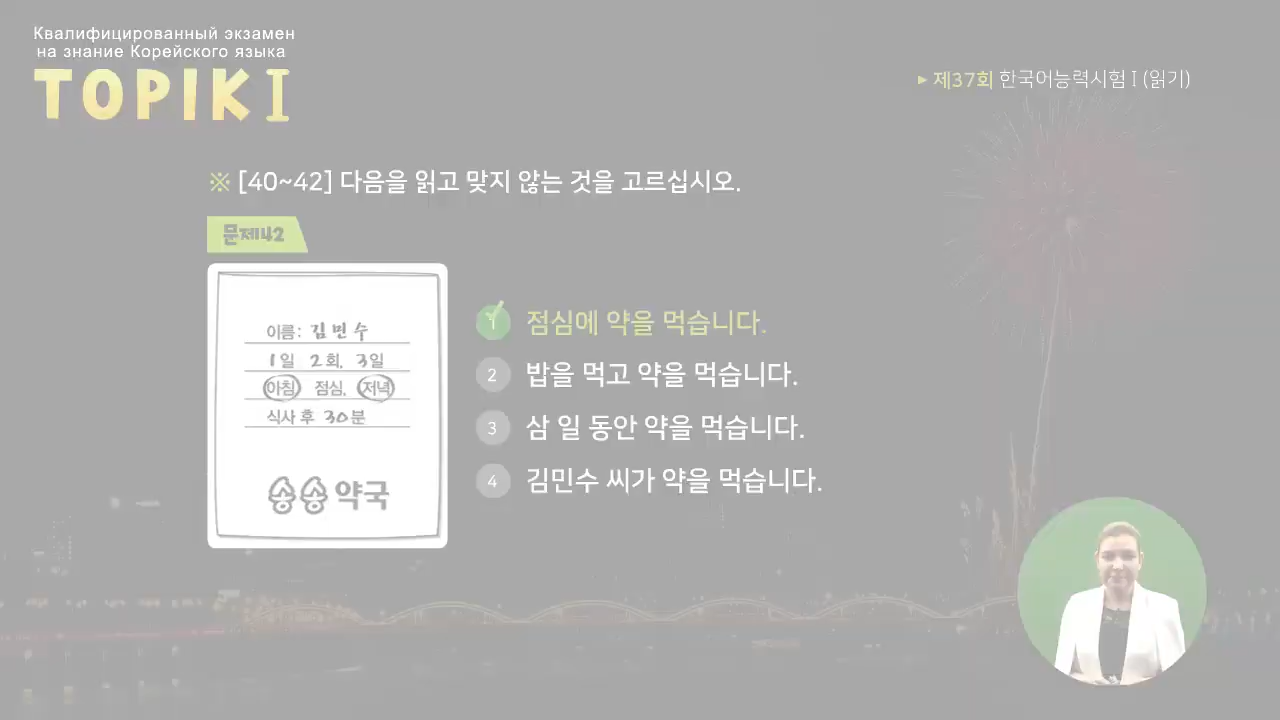 Квалифицированный экзамен
на знание Корейского языка
TOPIK I
▶ 제37회 한국어능력시험 I (읽기)
※ [40~42] 다음을 읽고 맞지 않는 것을 고르십시오.
문제42
이름: 김민수
1일 2회, 3일
아침 점심, 저녁
식사 후 30분
송송약국
1 점심에 약을 먹습니다.
2 밥을 먹고 약을 먹습니다.
3 삼 일 동안 약을 먹습니다.
4 김민수 씨가 약을 먹습니다.